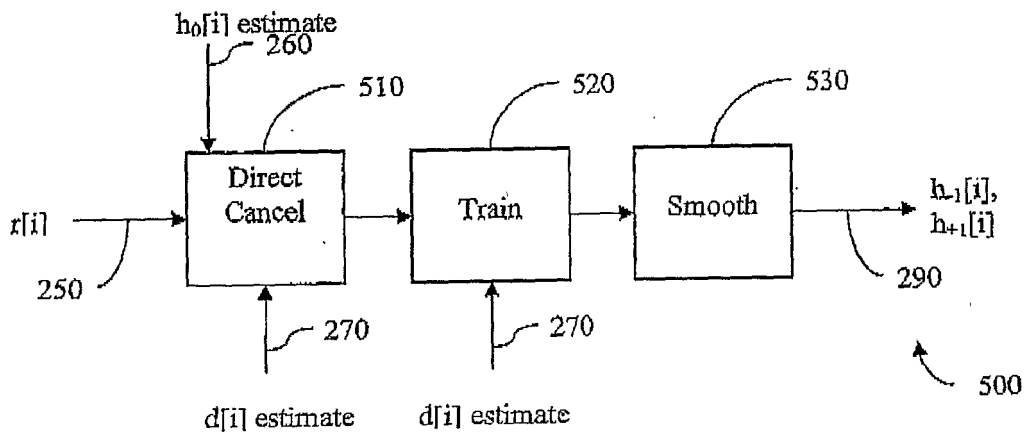 h₀[i] estimate
260
510
520
530
Direct
Cancel
Train
Smooth
r[i]
250
h₋₁[i],
h₊₁[i]
290
270
270
500
d[i] estimate
d[i] estimate